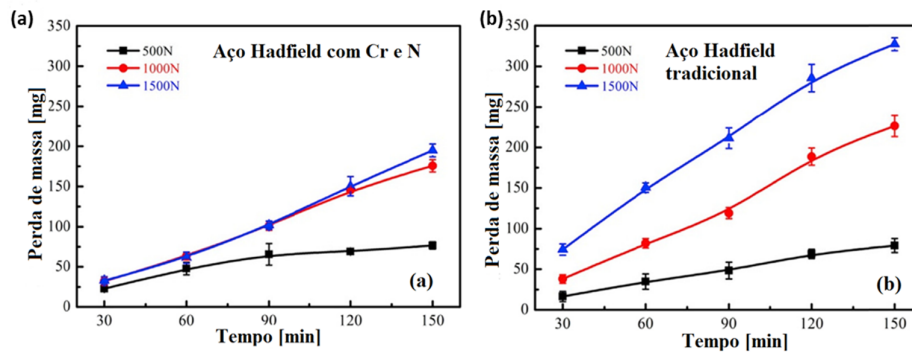 (a)
350
300
250
200
150
100
50
0
Perda de massa [mg]
500N
1000N
1500N
Aço Hadfield com Cr e N
(a)
30 60 90 120 150
Tempo [min]
(b)
350
300
250
200
150
100
50
0
Perda de massa [mg]
500N
1000N
1500N
Aço Hadfield
tradicional
(b)
30 60 90 120 150
Tempo [min]